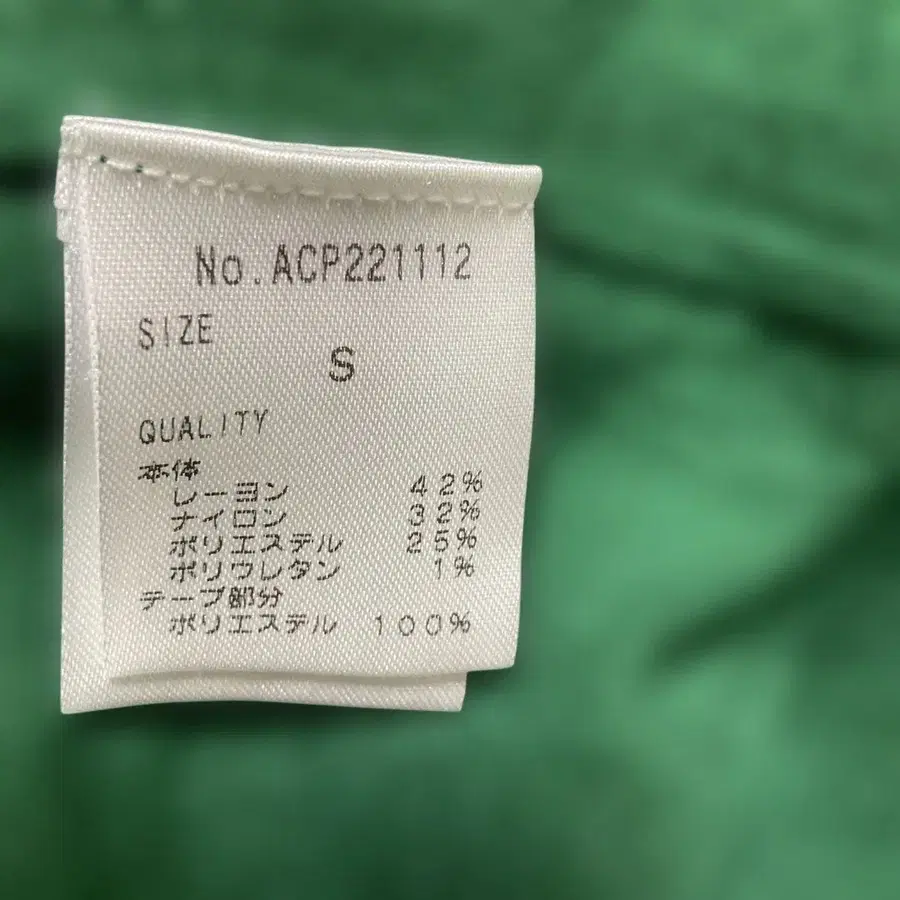 No.ACP221112
SIZE
S
QUALITY
本体
レーヨン 42%
ナイロン 32%
ポリエステル 25%
ポリウレタン 1%
テープ部分
ポリエステル 100%